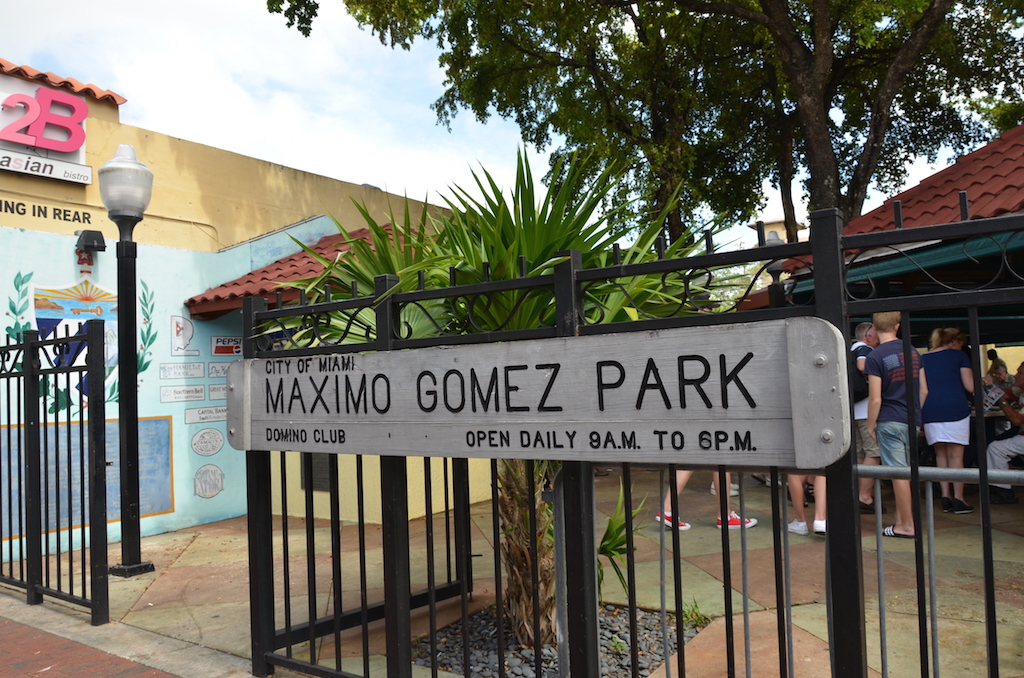 2B
asian bistro
NG IN REAR
PEPSI
CITY OF MIAMI
MAXIMO GOMEZ PARK
DOMINO CLUB
OPEN DAILY 9A.M. TO 6P.M.